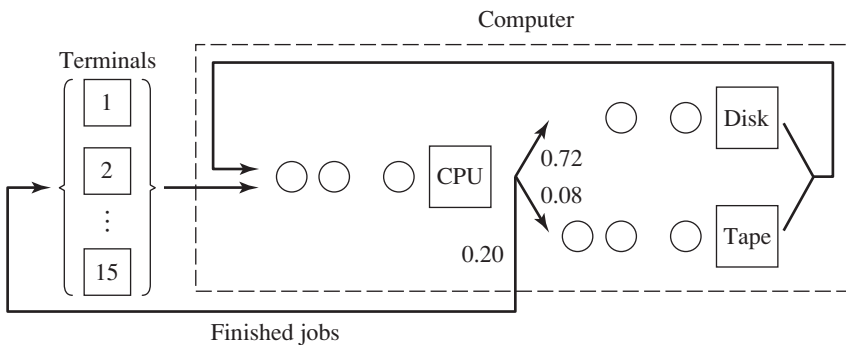 Computer
Terminals
1
2
⋮
15
CPU
0.72
0.08
0.20
Disk
Tape
Finished jobs